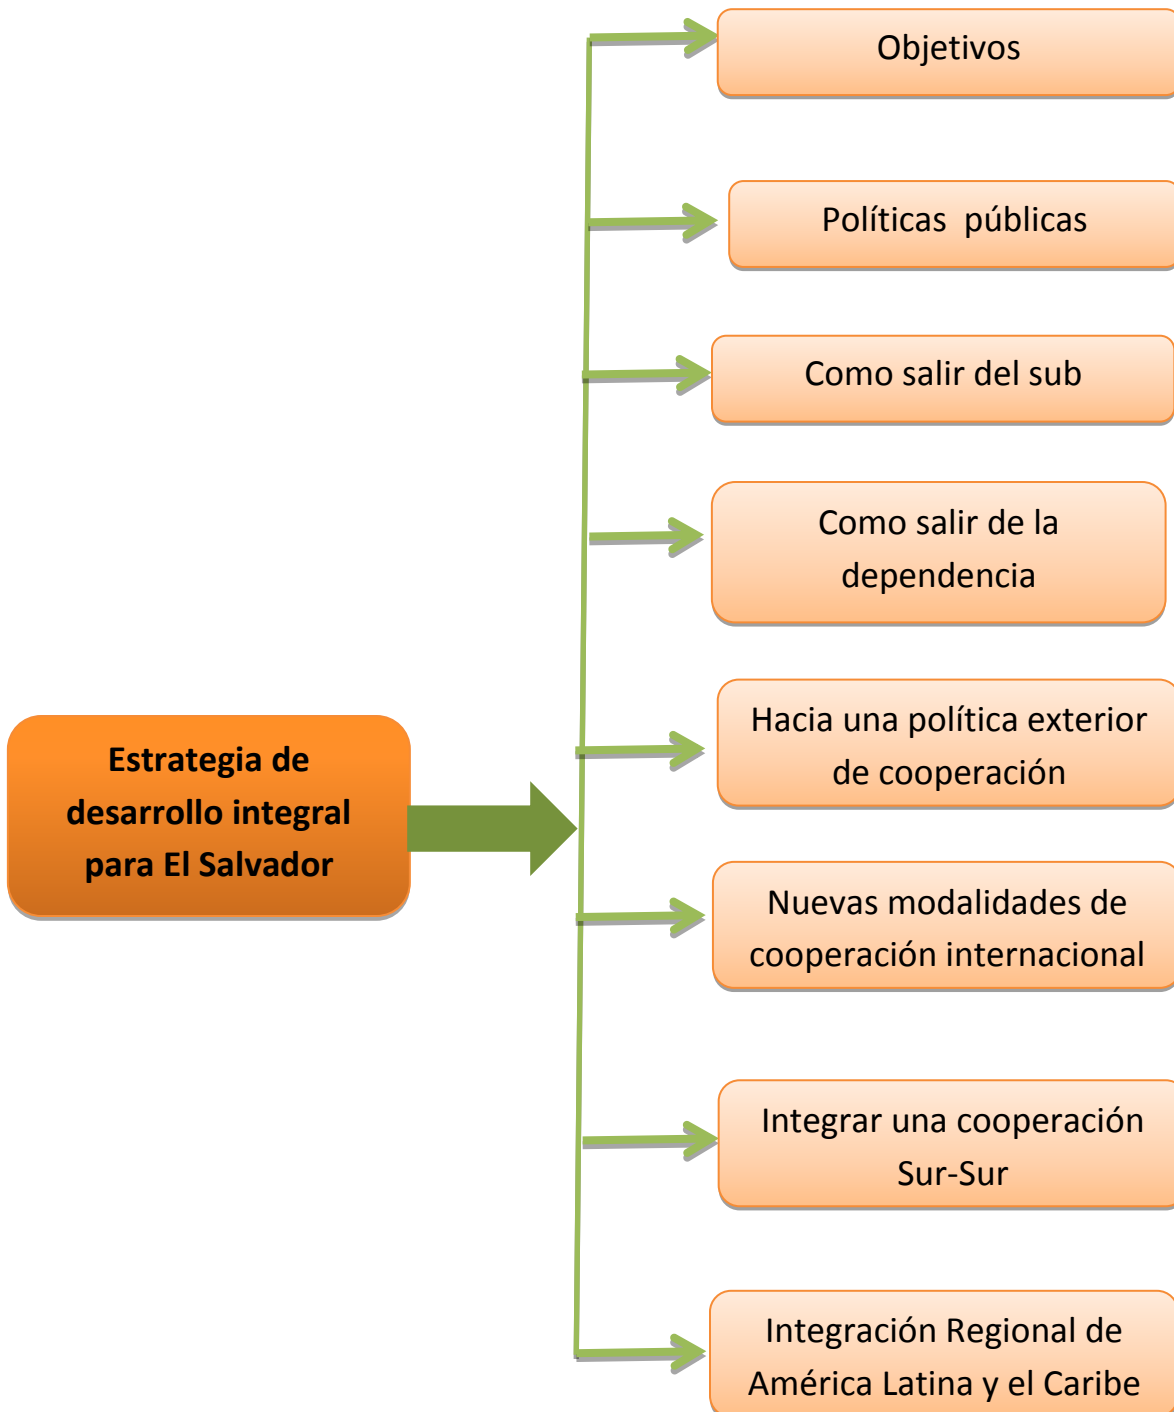 Objetivos
Políticas públicas
Como salir del sub
Como salir de la
dependencia
Hacia una política exterior
de cooperación
Estrategia de
desarrollo integral
para El Salvador
Nuevas modalidades de
cooperación internacional
Integrar una cooperación
Sur-Sur
Integración Regional de
América Latina y el Caribe